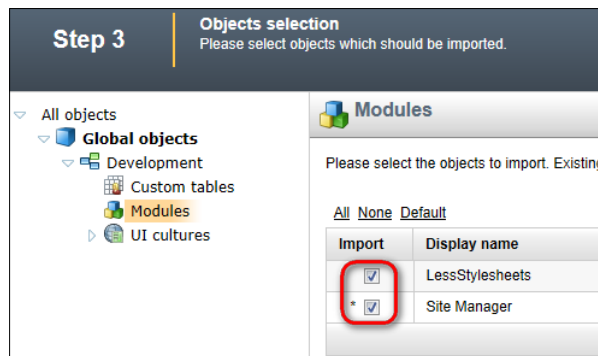 Step 3
Objects selection
Please select objects which should be imported.
All objects
Global objects
Development
Custom tables
Modules
UI cultures
Modules
Please select the objects to import. Existing
All None Default
Import Display name
LessStylesheets
* Site Manager